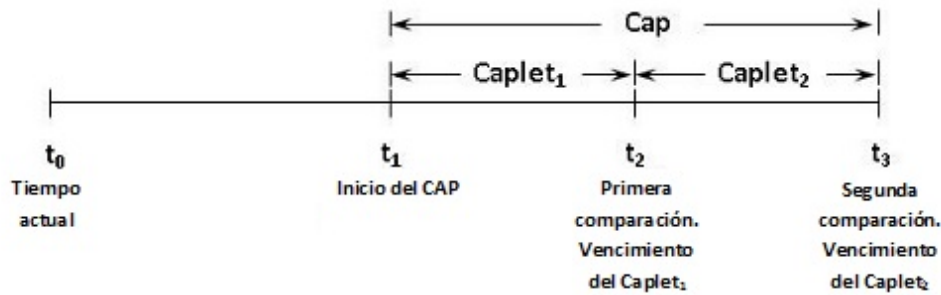 Cap
Caplet₁ Caplet₂
t₀ t₁ t₂ t₃
Tiempo
actual
Inicio del CAP
Primera
comparación.
Vencimiento
del Caplet₁
Segunda
comparación.
Vencimiento
del Caplet₂